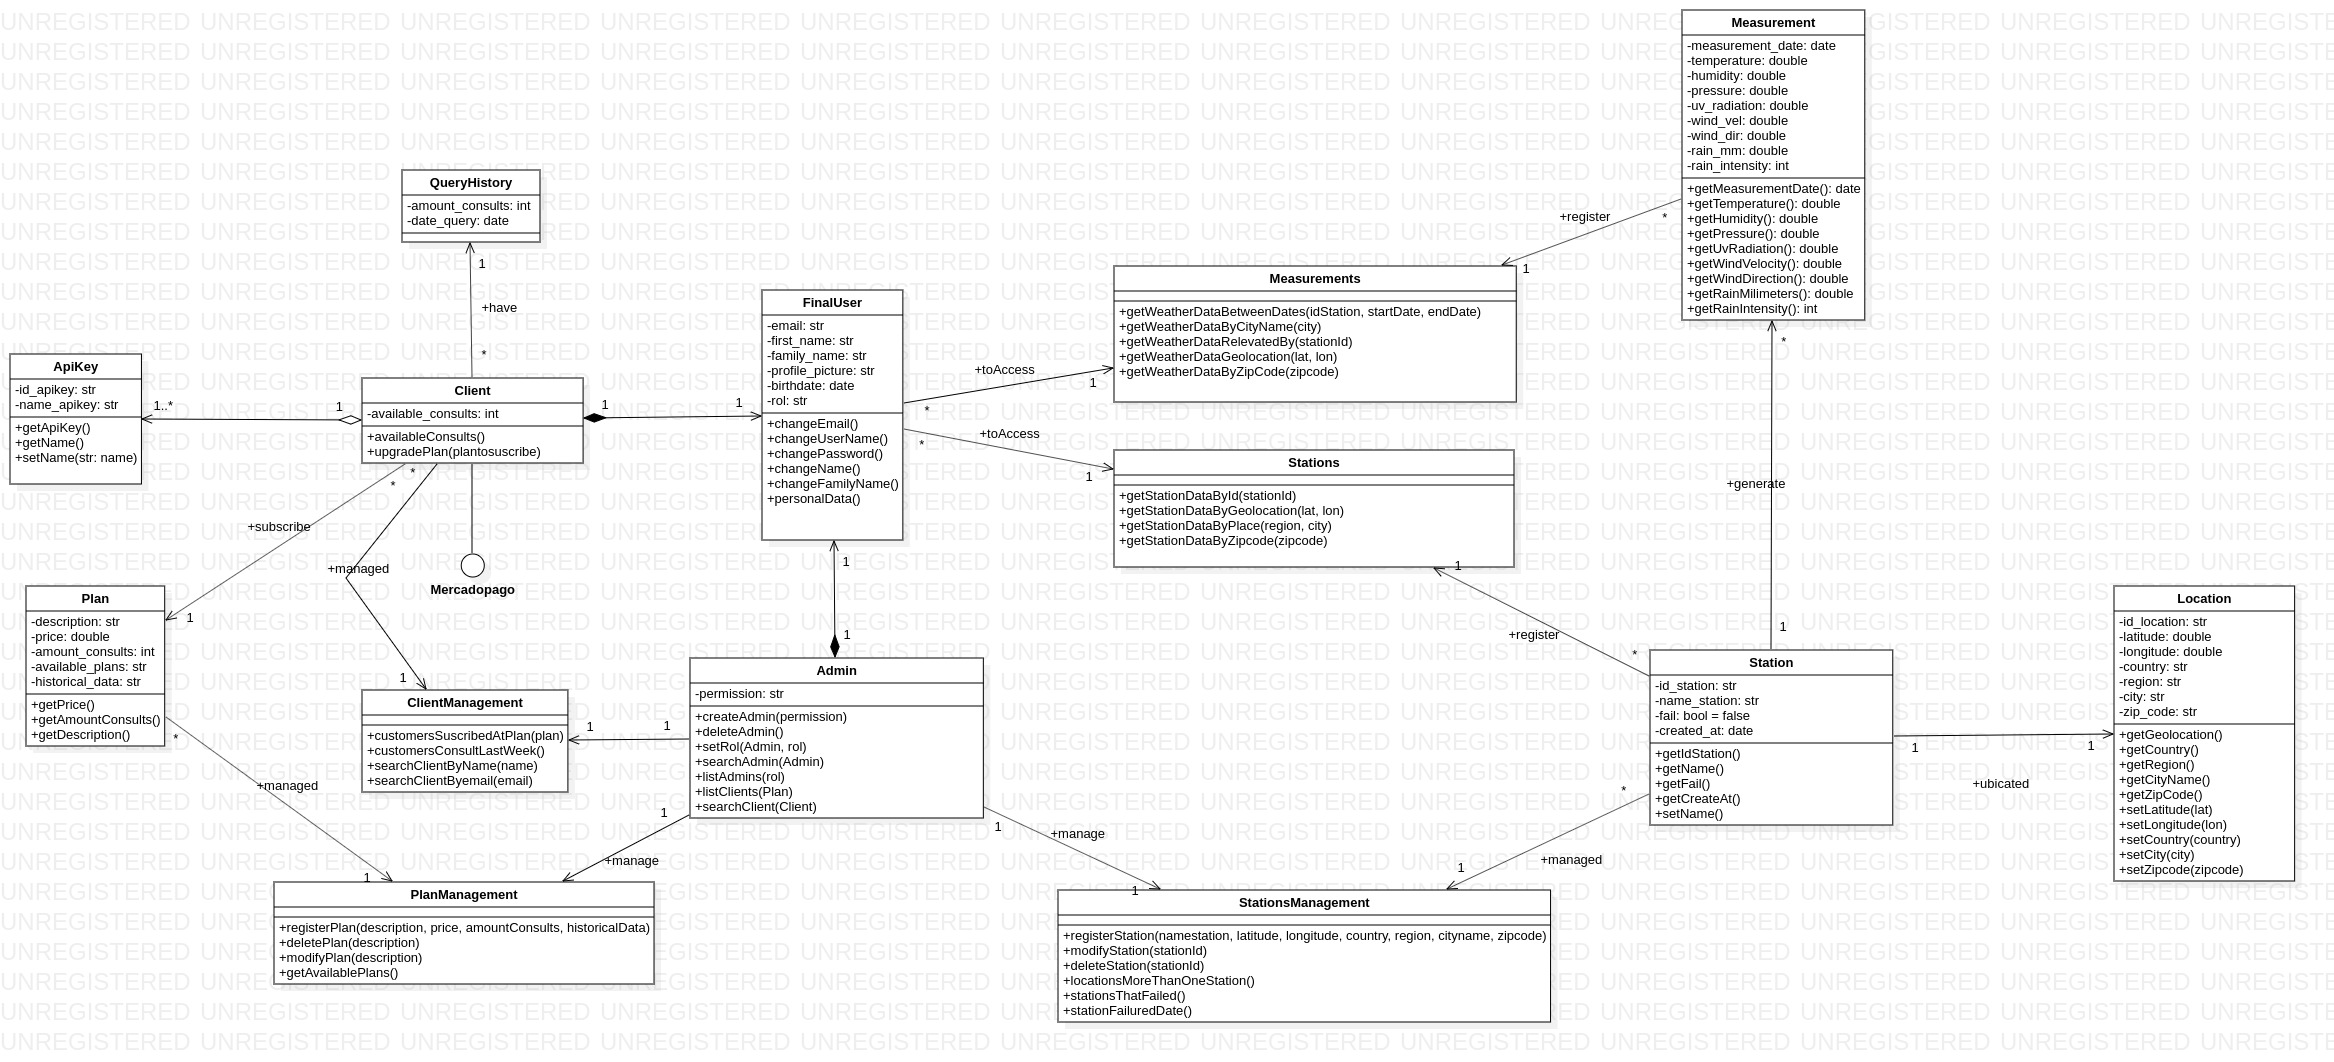 Measurement
-measurement_date: date
-temperature: double
-humidity: double
-pressure: double
-uv_radiation: double
-wind_vel: double
-wind_dir: double
-rain_mm: double
-rain_intensity: int
+getMeasurementDate(): date
+getTemperature(): double
+getHumidity(): double
+getPressure(): double
+getUvRadiation(): double
+getWindVelocity(): double
+getWindDirection(): double
+getRainMilimeters(): double
+getRainIntensity(): int
QueryHistory
-amount_consults: int
-date_query: date
1
+have
*
+register
*
1
Measurements
+getWeatherDataBetweenDates(idStation, startDate, endDate)
+getWeatherDataByCityName(city)
+getWeatherDataRelevatedBy(stationId)
+getWeatherDataGeolocation(lat, lon)
+getWeatherDataByZipCode(zipcode)
FinalUser
-email: str
-first_name: str
-family_name: str
-profile_picture: str
-birthdate: date
-rol: str
+changeEmail()
+changeUserName()
+changePassword()
+changeName()
+changeFamilyName()
+personalData()
+toAccess
*
1
+toAccess
*
1
ApiKey
-id_apikey: str
-name_apikey: str
+getApiKey()
+getName()
+setName(str: name)
1..*
1
Client
-available_consults: int
+availableConsults()
+upgradePlan(plantosuscribe)
1
1
*
*
+subscribe
1
+managed
1
Mercadopago
Stations
+getStationDataById(stationId)
+getStationDataByGeolocation(lat, lon)
+getStationDataByPlace(region, city)
+getStationDataByZipcode(zipcode)
1
+register
*
*
+generate
1
1
1
Plan
-description: str
-price: double
-amount_consults: int
-available_plans: str
-historical_data: str
+getPrice()
+getAmountConsults()
+getDescription()
*
+managed
1
ClientManagement
+customersSuscribedAtPlan(plan)
+customersConsultLastWeek()
+searchClientByName(name)
+searchClientByemail(email)
1
1
Admin
-permission: str
+createAdmin(permission)
+deleteAdmin()
+setRol(Admin, rol)
+searchAdmin(Admin)
+listAdmins(rol)
+listClients(Plan)
+searchClient(Client)
1
+manage
1
+manage
1
Station
-id_station: str
-name_station: str
-fail: bool = false
-created_at: date
+getIdStation()
+getName()
+getFail()
+getCreateAt()
+setName()
1
1
+ubicated
*
+managed
1
Location
-id_location: str
-latitude: double
-longitude: double
-country: str
-region: str
-city: str
-zip_code: str
+getGeolocation()
+getCountry()
+getRegion()
+getCityName()
+getZipCode()
+setLatitude(lat)
+setLongitude(lon)
+setCountry(country)
+setCity(city)
+setZipcode(zipcode)
PlanManagement
+registerPlan(description, price, amountConsults, historicalData)
+deletePlan(description)
+modifyPlan(description)
+getAvailablePlans()
StationsManagement
+registerStation(namestation, latitude, longitude, country, region, cityname, zipcode)
+modifyStation(stationId)
+deleteStation(stationId)
+locationsMoreThanOneStation()
+stationsThatFailed()
+stationFailuredDate()
UNREGISTERED